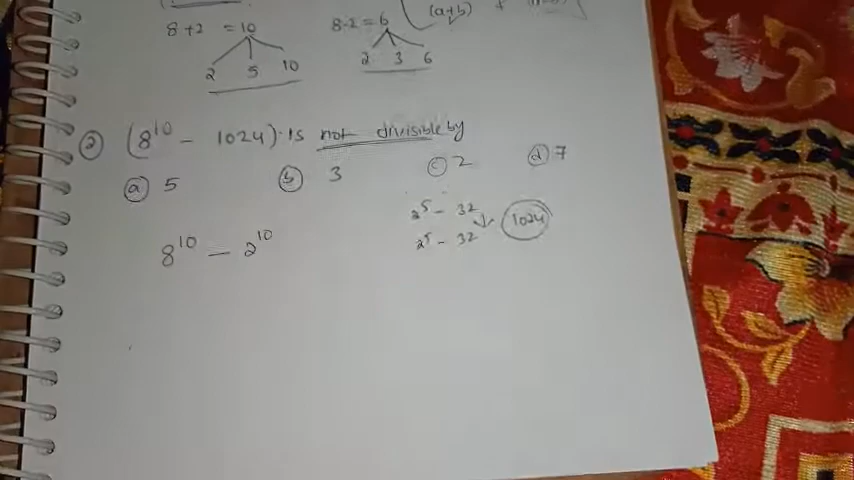 8+2 = 10
8-2 = 6
(a+b)
2 5 10
2 3 6
② (8^10 - 1024) is not divisible by
ⓐ 5 ⓑ 3 ⓒ 2 ⓓ 7
2^5 - 32
1024
2^5 - 32
8^10 - 2^10